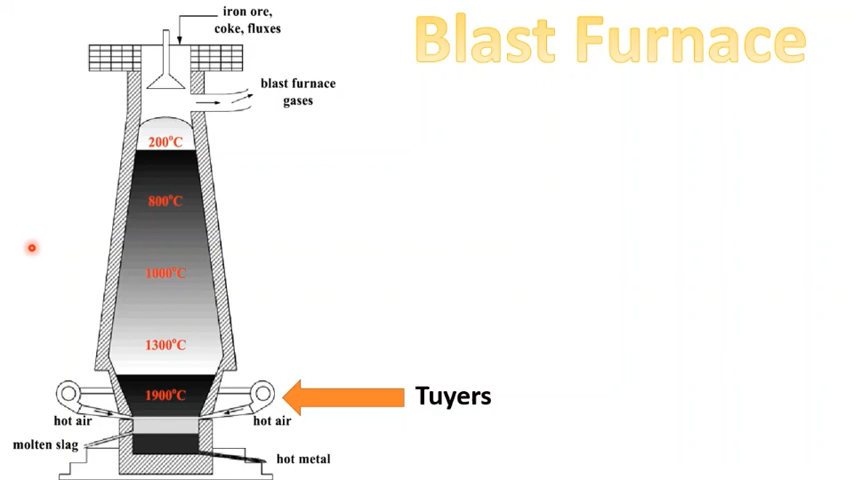 Blast Furnace
iron ore,
coke, fluxes
blast furnace
gases
200°C
800°C
1000°C
1300°C
1900°C
Tuyers
hot air
hot air
molten slag
hot metal